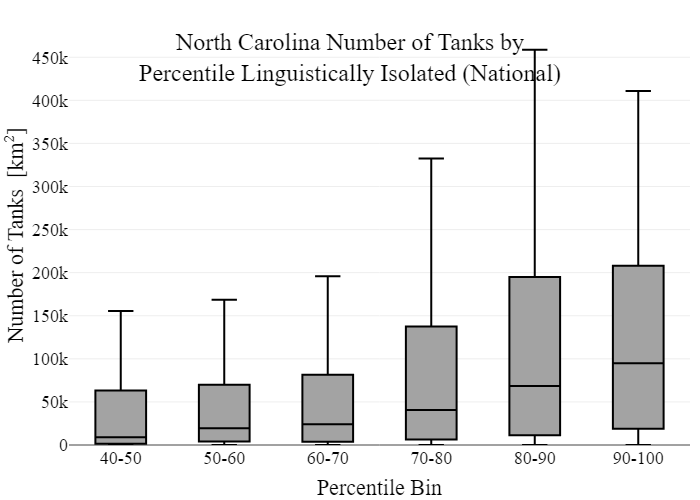 North Carolina Number of Tanks by
Percentile Linguistically Isolated (National)
Number of Tanks [km²]
450k
400k
350k
300k
250k
200k
150k
100k
50k
0
40-50
50-60
60-70
70-80
80-90
90-100
Percentile Bin